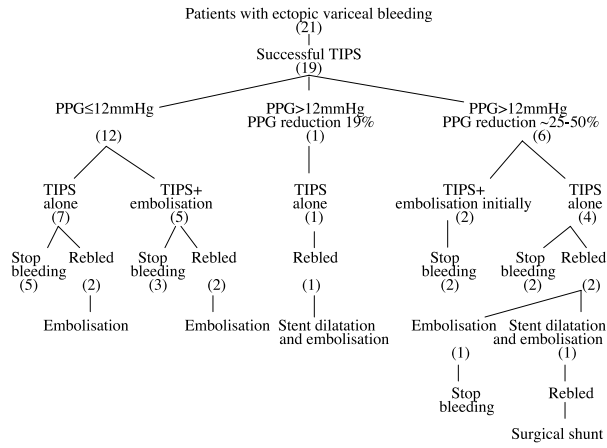 Patients with ectopic variceal bleeding
(21)
Successful TIPS
(19)
PPG≤12mmHg
(12)
PPG>12mmHg
PPG reduction 19%
(1)
PPG>12mmHg
PPG reduction ~25-50%
(6)
TIPS
alone
(7)
TIPS+
embolisation
(5)
TIPS
alone
(1)
TIPS+
embolisation initially
(2)
TIPS
alone
(4)
Stop
bleeding
(5)
Rebled
(2)
Stop
bleeding
(3)
Rebled
(2)
Rebled
(1)
Stop
bleeding
(2)
Stop
bleeding
(2)
Rebled
(2)
Embolisation
Embolisation
Stent dilatation
and embolisation
Embolisation
(1)
Stent dilatation
and embolisation
(1)
Stop
bleeding
Rebled
Surgical shunt